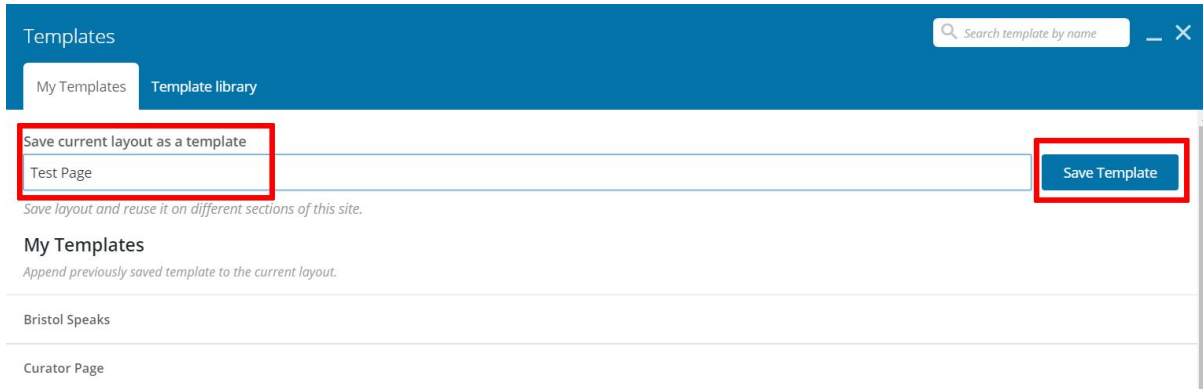 Templates
Search template by name
My Templates
Template library
Save current layout as a template
Test Page
Save Template
Save layout and reuse it on different sections of this site.
My Templates
Append previously saved template to the current layout.
Bristol Speaks
Curator Page